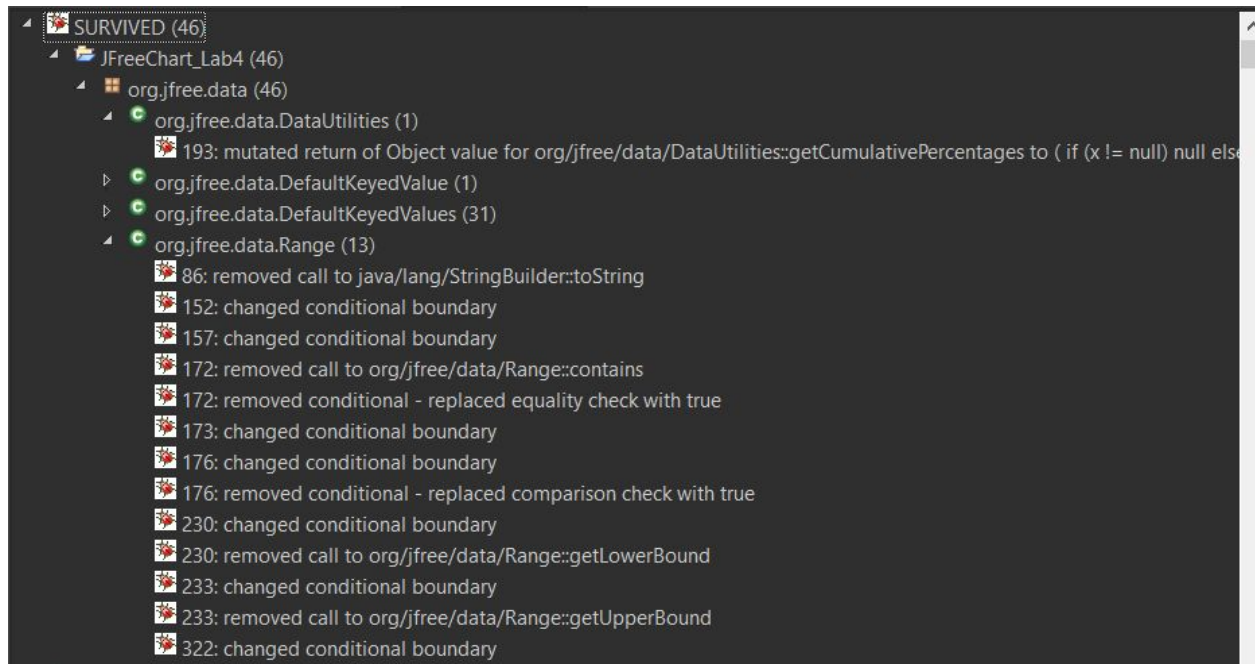 SURVIVED (46)
JFreeChart_Lab4 (46)
org.jfree.data (46)
org.jfree.data.DataUtilities (1)
193: mutated return of Object value for org/jfree/data/DataUtilities::getCumulativePercentages to ( if (x != null) null else
org.jfree.data.DefaultKeyedValue (1)
org.jfree.data.DefaultKeyedValues (31)
org.jfree.data.Range (13)
86: removed call to java/lang/StringBuilder::toString
152: changed conditional boundary
157: changed conditional boundary
172: removed call to org/jfree/data/Range::contains
172: removed conditional - replaced equality check with true
173: changed conditional boundary
176: changed conditional boundary
176: removed conditional - replaced comparison check with true
230: changed conditional boundary
230: removed call to org/jfree/data/Range::getLowerBound
233: changed conditional boundary
233: removed call to org/jfree/data/Range::getUpperBound
322: changed conditional boundary